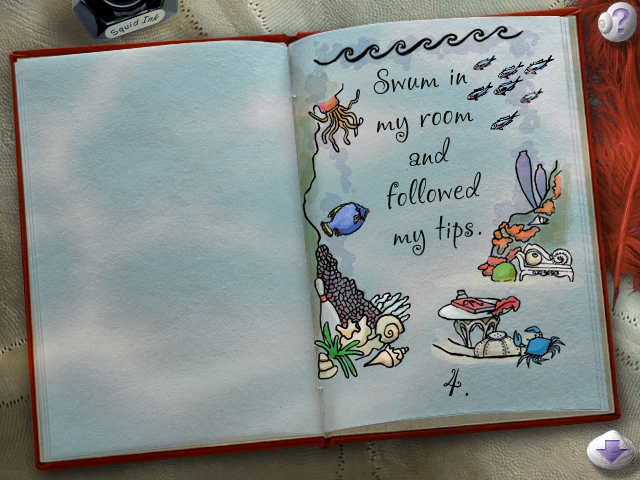 Squid Ink
Swum in
my room
and
followed
my tips.
4.
?